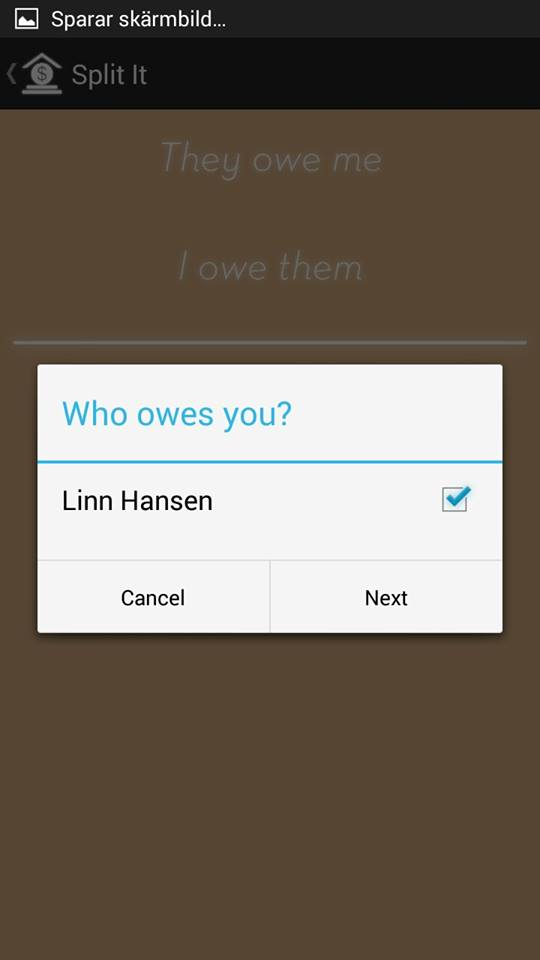 Sparar skärmbild...
Split It
They owe me
I owe them
Who owes you?
Linn Hansen
Cancel
Next